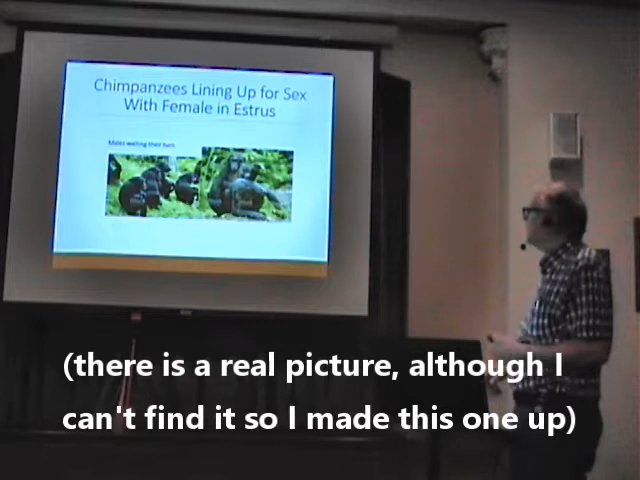 Chimpanzees Lining Up for Sex
With Female in Estrus
Males waiting their turn
(there is a real picture, although I
can't find it so I made this one up)